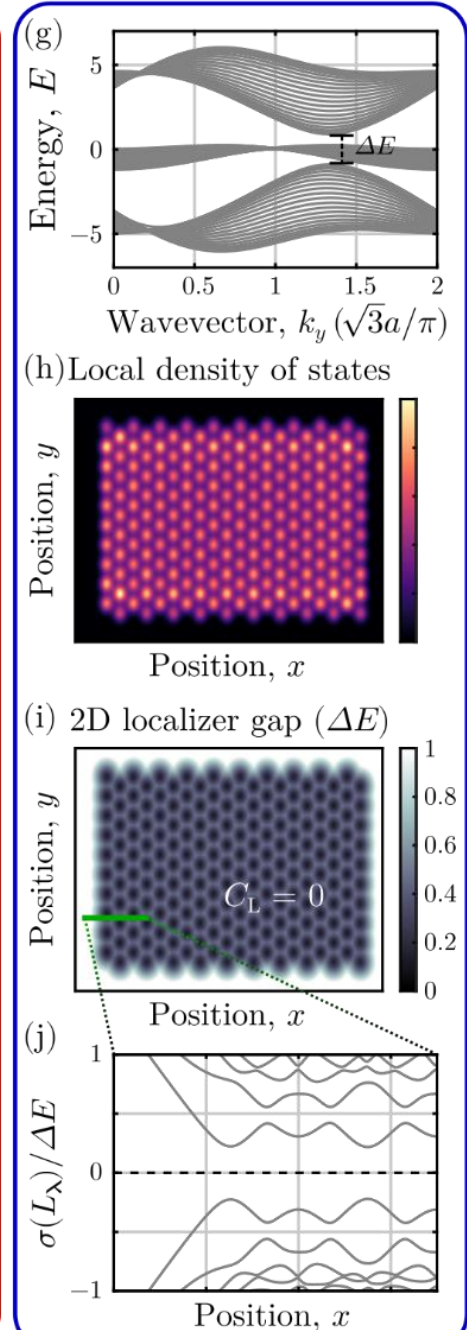 (g)
Energy, E
5
0
−5
ΔE
0 0.5 1 1.5 2
Wavevector, k_y (√3a/π)
(h) Local density of states
Position, y
Position, x
(i) 2D localizer gap (ΔE)
Position, y
C_L = 0
1
0.8
0.6
0.4
0.2
0
Position, x
(j)
σ(L_λ)/ΔE
1
0
−1
Position, x